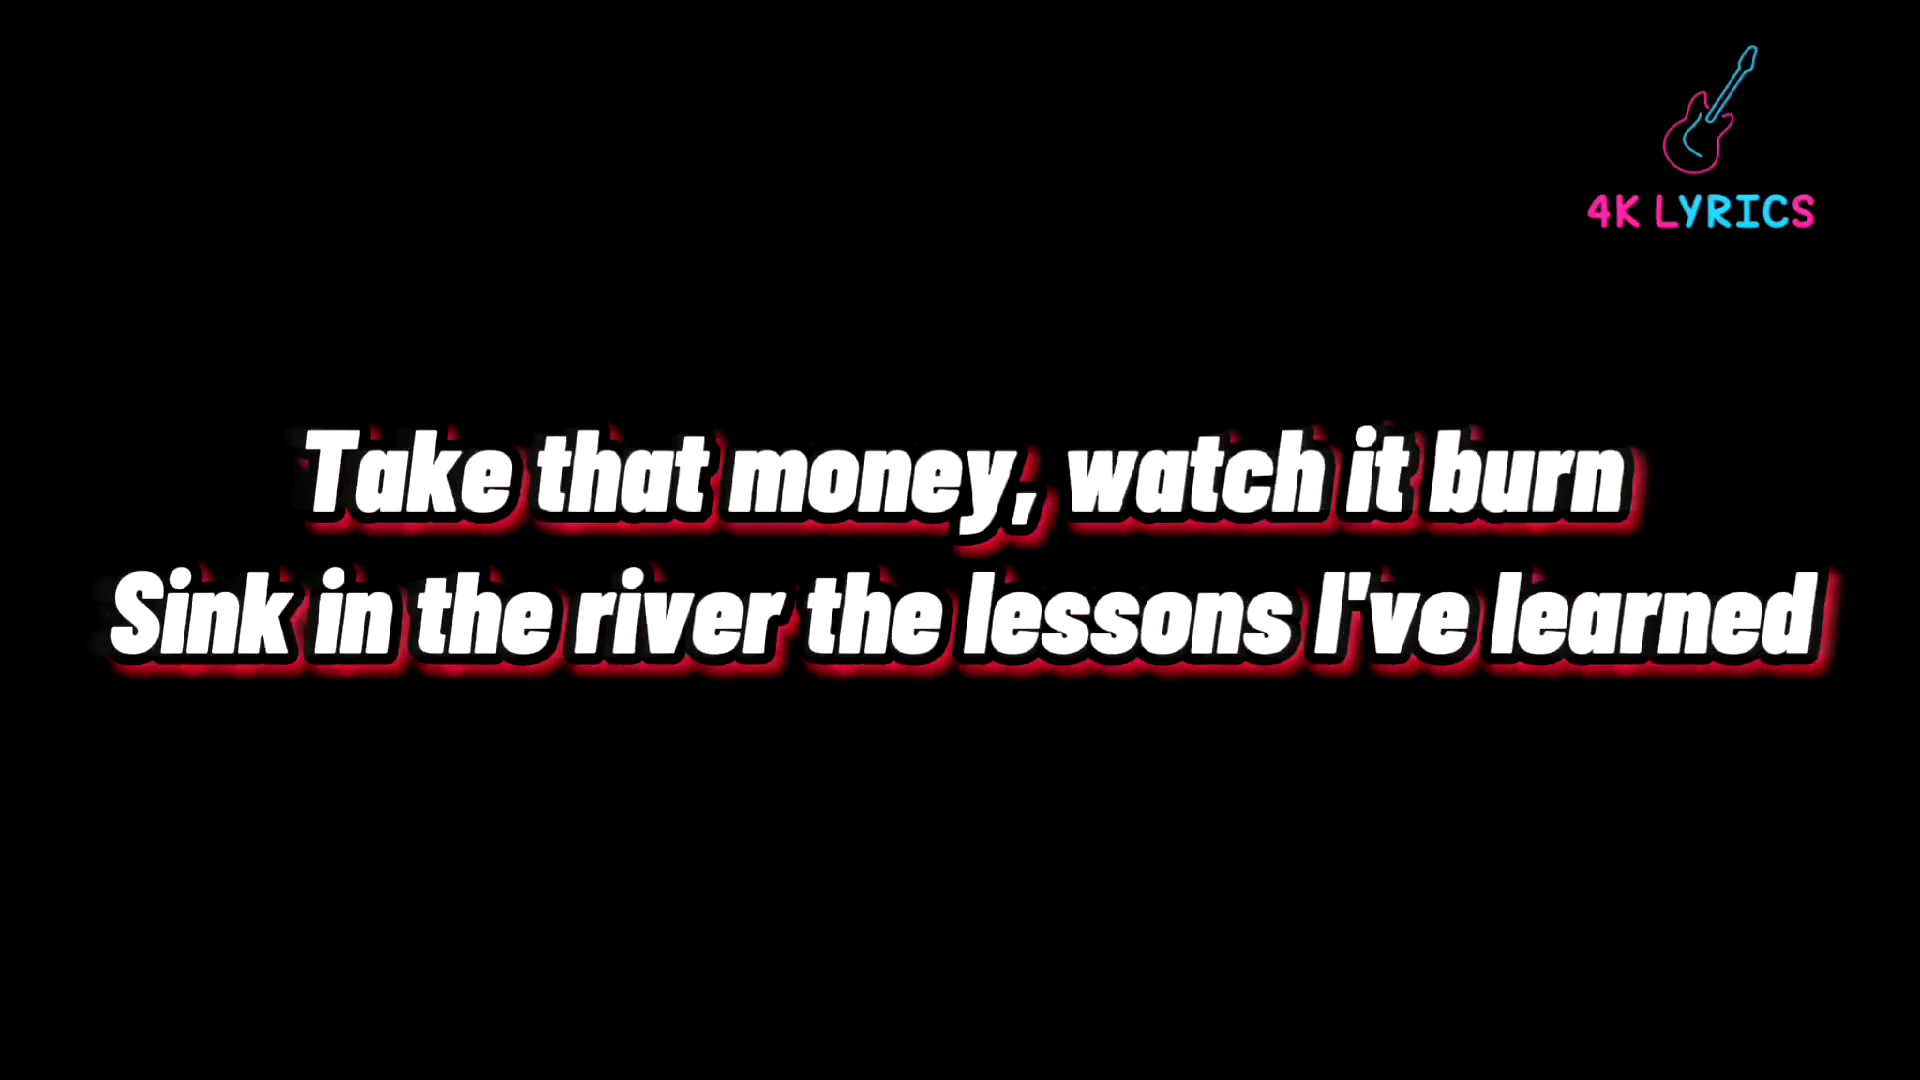 4K LYRICS
Take that money, watch it burn
Sink in the river the lessons I've learned